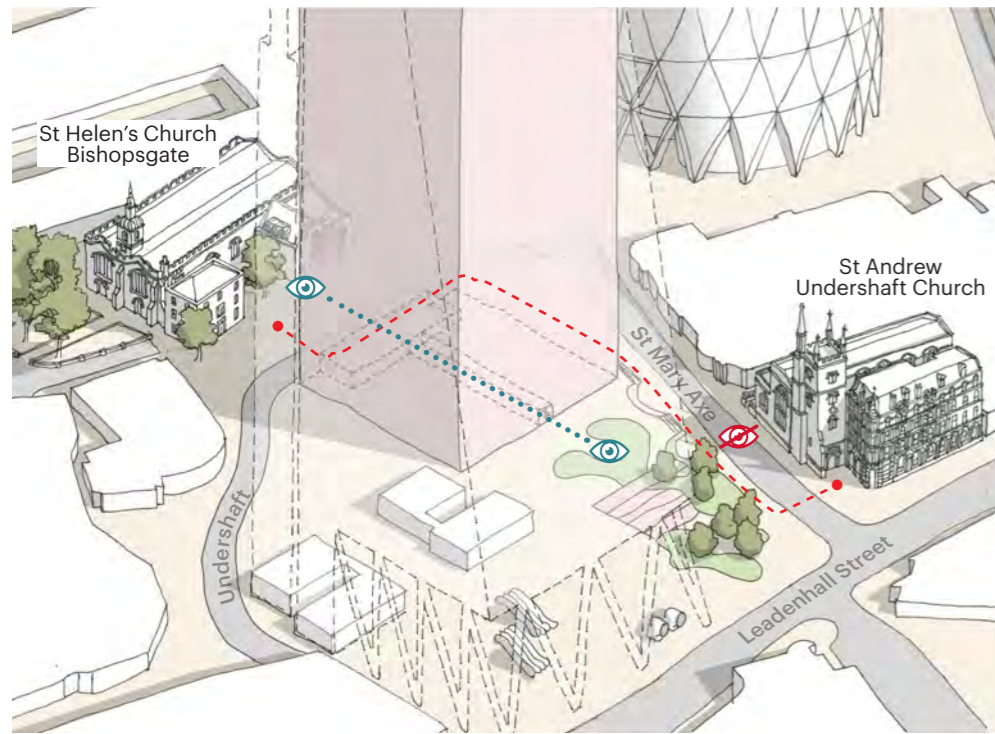 St Helen's Church
Bishopsgate
St Andrew
Undershaft Church
St Mary Axe
Undershaft
Leadenhall Street